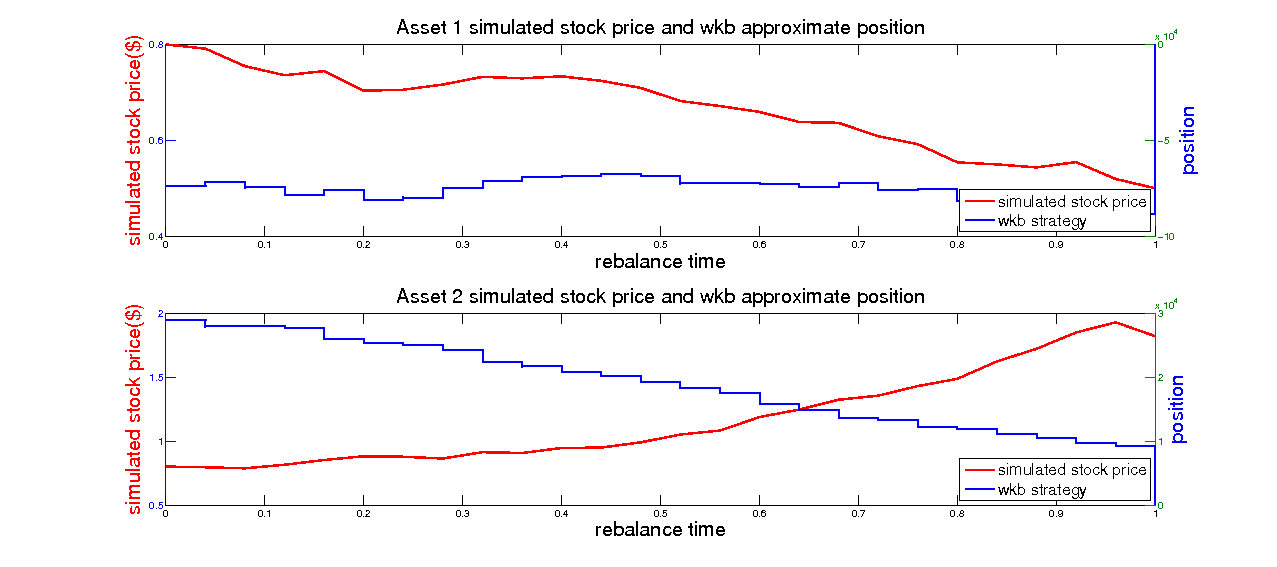 Asset 1 simulated stock price and wkb approximate position
simulated stock price($)
0.8
0.6
0.4
x 10^4
0
-5
-10
position
simulated stock price
wkb strategy
0 0.1 0.2 0.3 0.4 0.5 0.6 0.7 0.8 0.9 1
rebalance time
Asset 2 simulated stock price and wkb approximate position
simulated stock price($)
2
1.5
1
0.5
x 10^4
3
2
1
0
position
simulated stock price
wkb strategy
0 0.1 0.2 0.3 0.4 0.5 0.6 0.7 0.8 0.9 1
rebalance time